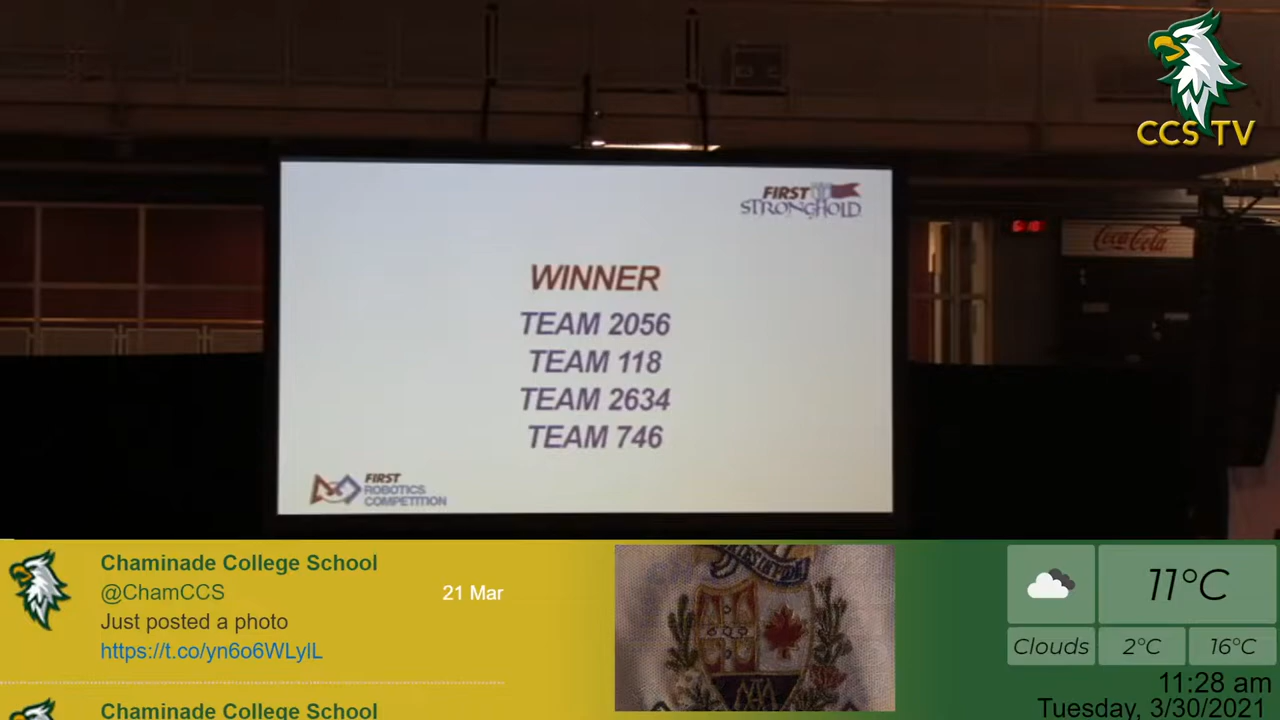 CCS TV
FIRST
STRONGHOLD
Coca-Cola
WINNER
TEAM 2056
TEAM 118
TEAM 2634
TEAM 746
FIRST
ROBOTICS
COMPETITION
Chaminade College School
@ChamCCS
21 Mar
Just posted a photo
https://t.co/yn6o6WLylL
Chaminade College School
11°C
Clouds
2°C
16°C
11:28 am
Tuesday, 3/30/2021